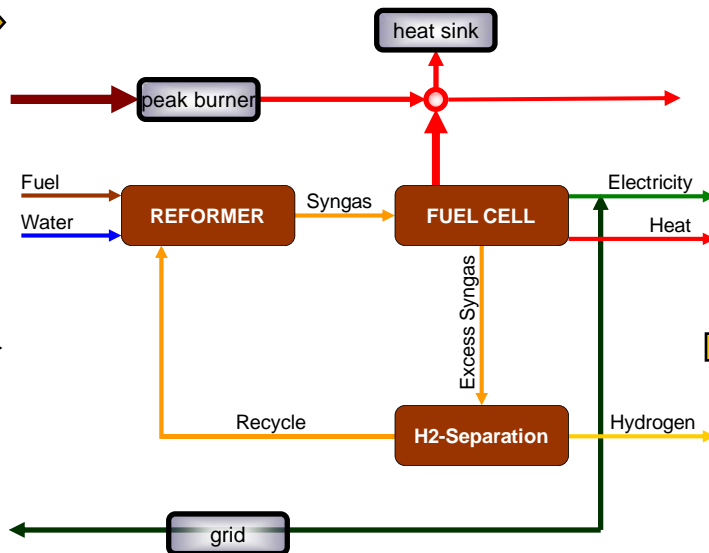 heat sink
peak burner
Fuel
Electricity
REFORMER
Syngas
FUEL CELL
Water
Heat
Excess Syngas
Recycle
H2-Separation
Hydrogen
grid